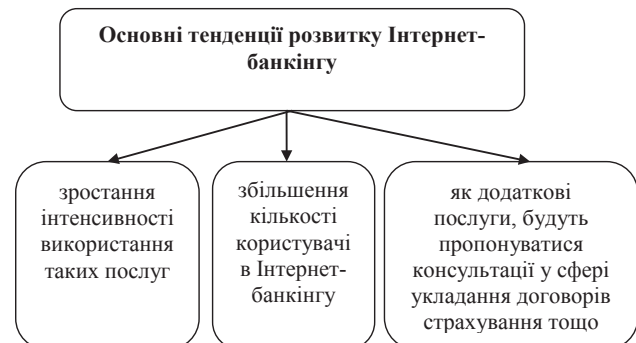 Основні тенденції розвитку Інтернет-
банкінгу
зростання
інтенсивності
використання
таких послуг
збільшення
кількості
користувачі
в Інтернет-
банкінгу
як додаткові
послуги, будуть
пропонуватися
консультації у сфері
укладання договорів
страхування тощо